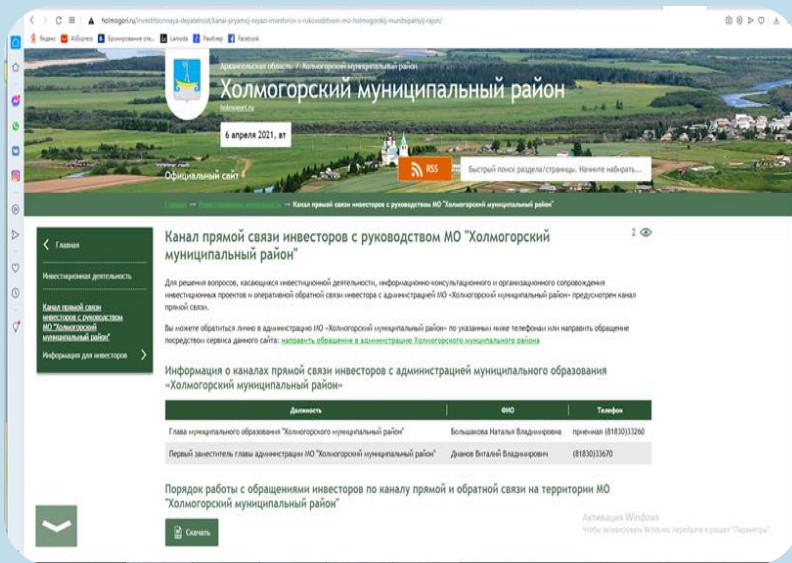 holmogori.ru/investitsionnaya-deyatelnost/kanal-pryamoj-svyazi-investorov-s-rukovodstvom-mo-holmogorskij-munitsipalnyij-rajon/
Яндекс AliExpress Бронирование оте... Lamoda Рамблер Facebook
Архангельская область / Холмогорский муниципальный район
Холмогорский муниципальный район
holmogori.ru
6 апреля 2021, вт
Официальный сайт
RSS
Быстрый поиск раздела/страницы. Начните набирать...
Главная → Инвестиционная деятельность → Канал прямой связи инвесторов с руководством МО "Холмогорский муниципальный район"
Главная
Инвестиционная деятельность
Канал прямой связи
инвесторов с руководством
МО "Холмогорский
муниципальный район"
Информация для инвесторов
Канал прямой связи инвесторов с руководством МО "Холмогорский
муниципальный район"
2
Для решения вопросов, касающихся инвестиционной деятельности, информационно-консультационного и организационного сопровождения
инвестиционных проектов и оперативной обратной связи инвестора с администрацией МО «Холмогорский муниципальный район» предусмотрен канал
прямой связи.
Вы можете обратиться лично в администрацию МО «Холмогорский муниципальный район» по указанным ниже телефонам или направить обращение
посредством сервиса данного сайта: направить обращение в администрацию Холмогорского муниципального района
Информация о каналах прямой связи инвесторов с администрацией муниципального образования
«Холмогорский муниципальный район»
Должность ФИО Телефон
Глава муниципального образования "Холмогорского муниципальный район" Большакова Наталья Владимировна приемная (81830)33260
Первый заместитель главы администрации МО "Холмогорский муниципальный район" Дианов Виталий Владимирович (81830)33670
Порядок работы с обращениями инвесторов по каналу прямой и обратной связи на территории МО
"Холмогорский муниципальный район"
Скачать
Активация Windows
Чтобы активировать Windows, перейдите в раздел "Параметры".